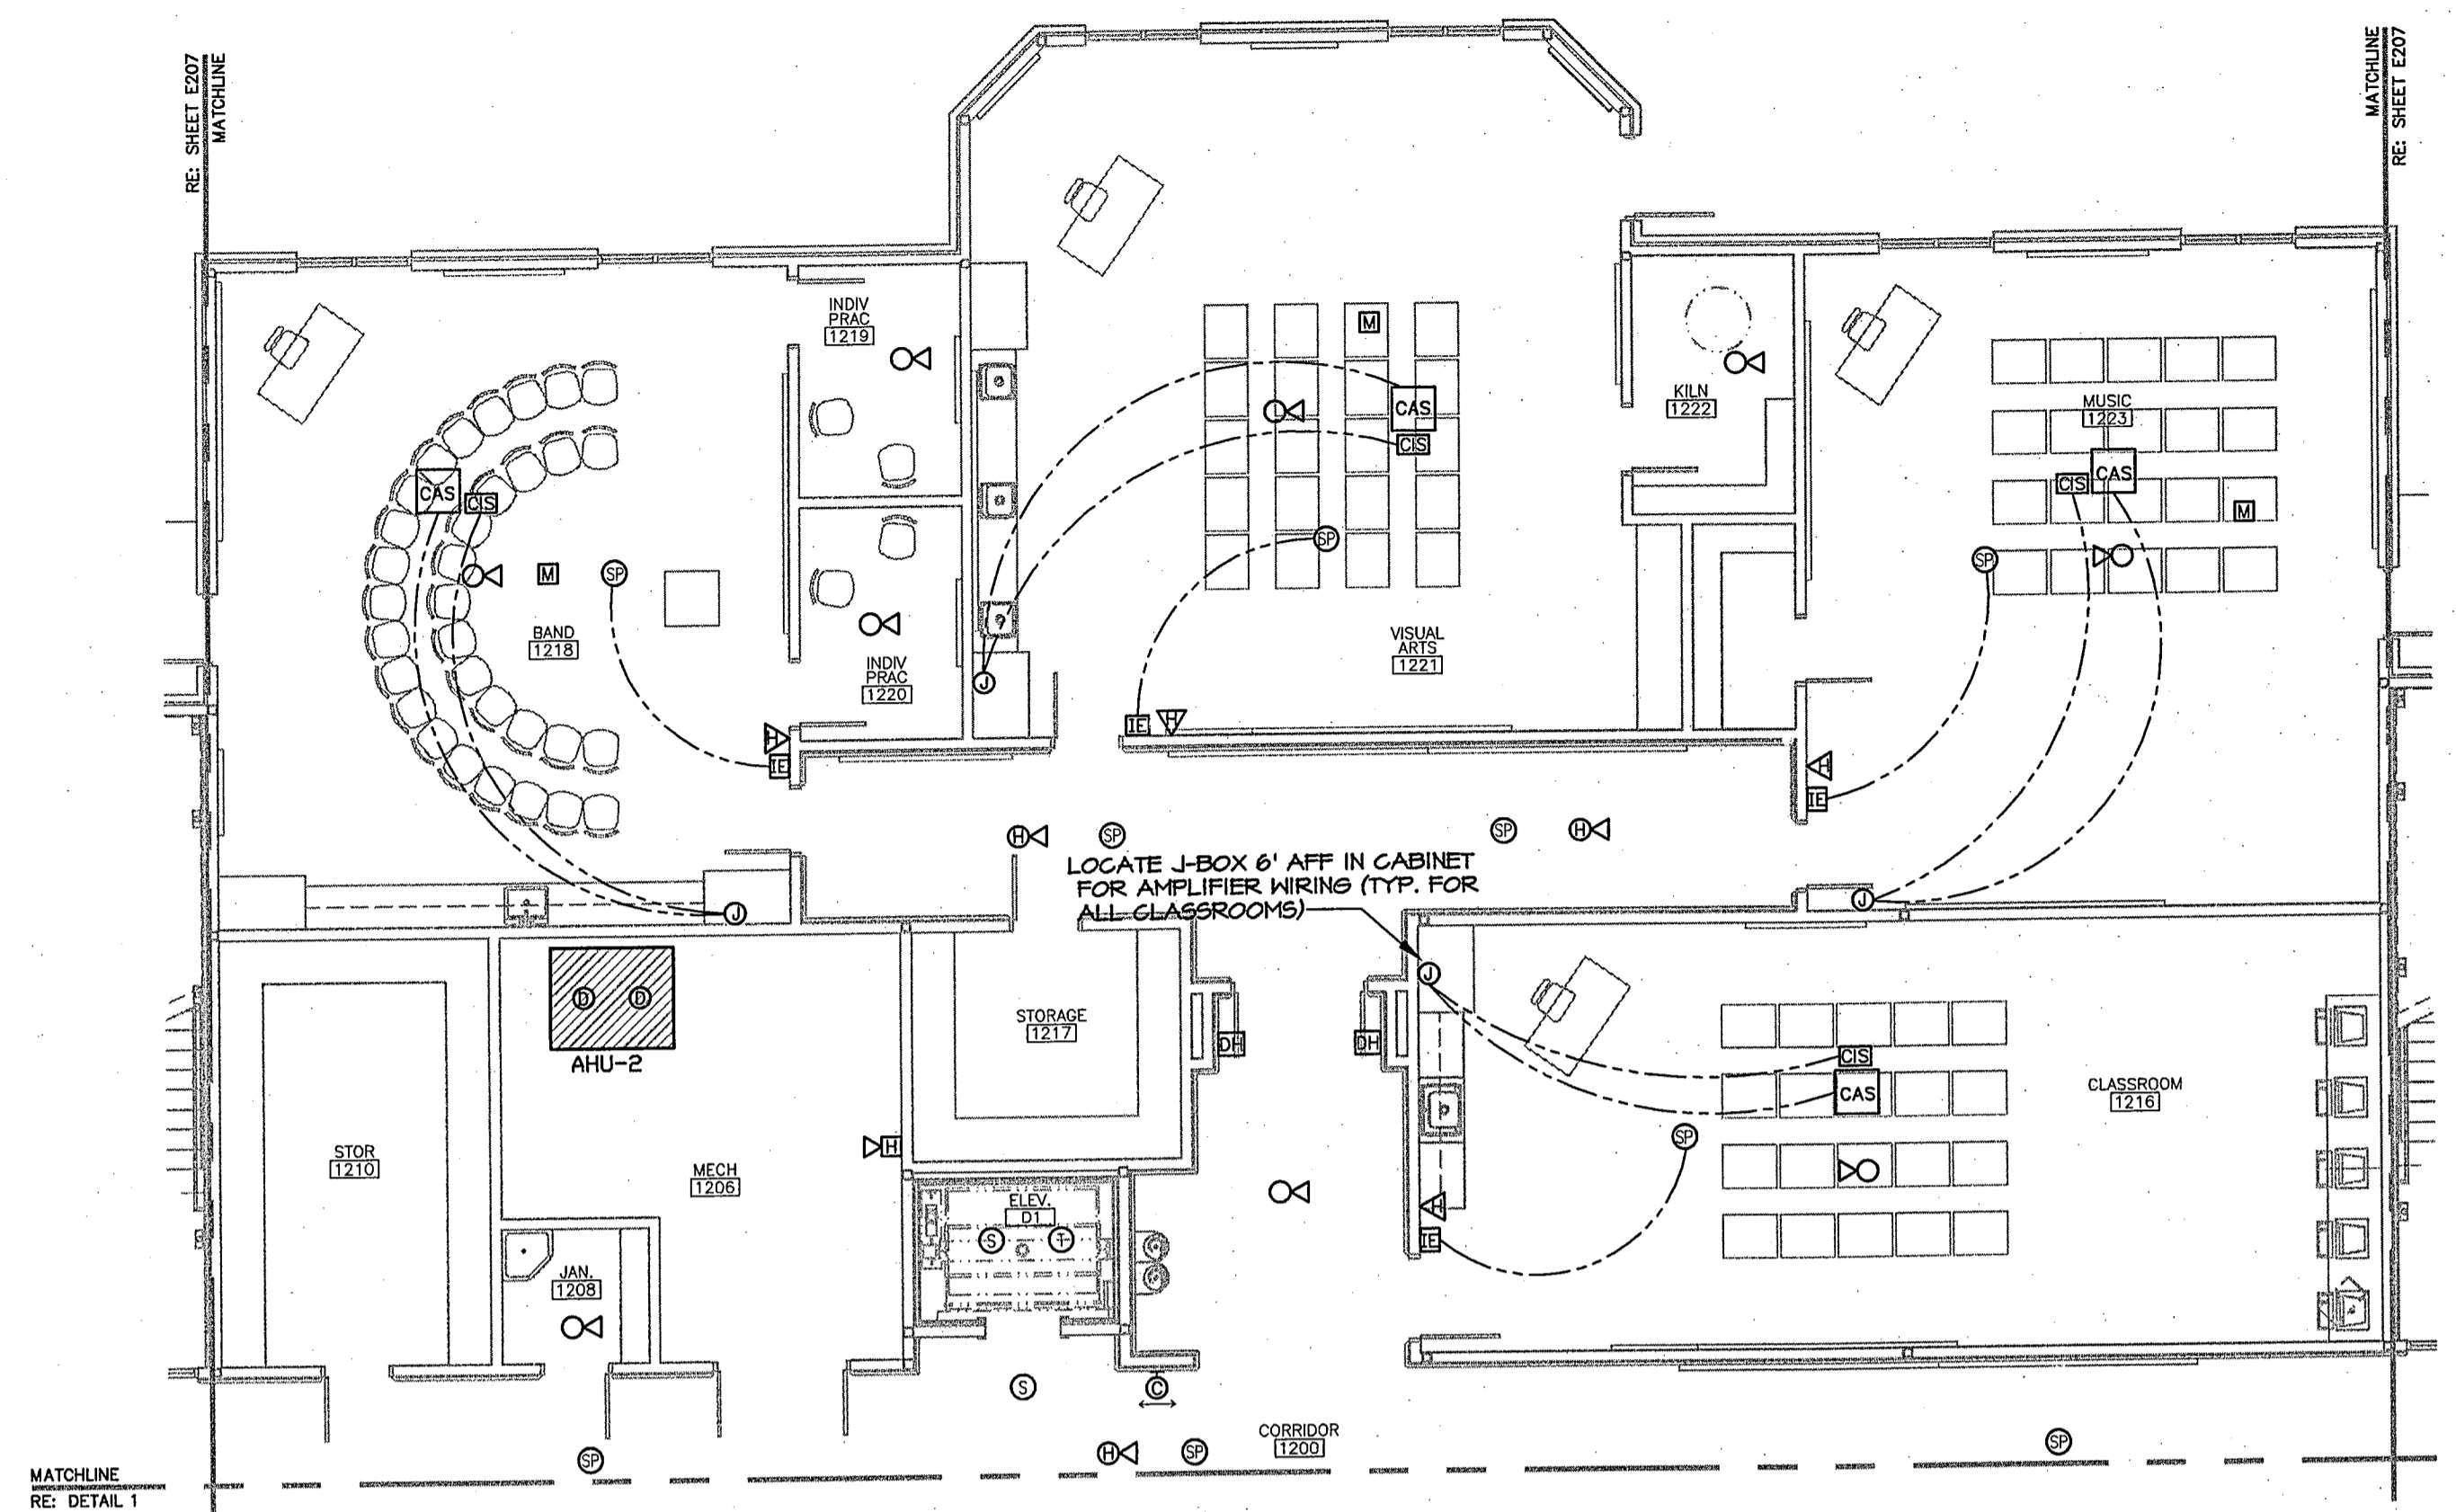 RE: SHEET E207
MATCHLINE
MATCHLINE
RE: SHEET E207
INDIV
PRAC
1219
M
CAS
CIS
L
KILN
1222
MUSIC
1223
CAS
CIS
M
CAS
CIS
M
SP
BAND
1218
SP
SP
VISUAL
ARTS
1221
INDIV
PRAC
1220
J
H
IE
IE
H
H
IE
H
SP
SP
H
LOCATE J-BOX 6' AFF IN CABINET
FOR AMPLIFIER WIRING (TYP. FOR
ALL CLASSROOMS)
J
J
J
D
D
AHU-2
STORAGE
1217
DH
DH
CIS
CAS
CLASSROOM
1216
SP
H
STOR
1210
MECH
1206
ELEV.
D1
S
T
H
IE
JAN.
1208
S
C
CORRIDOR
1200
SP
H
SP
SP
MATCHLINE
RE: DETAIL 1